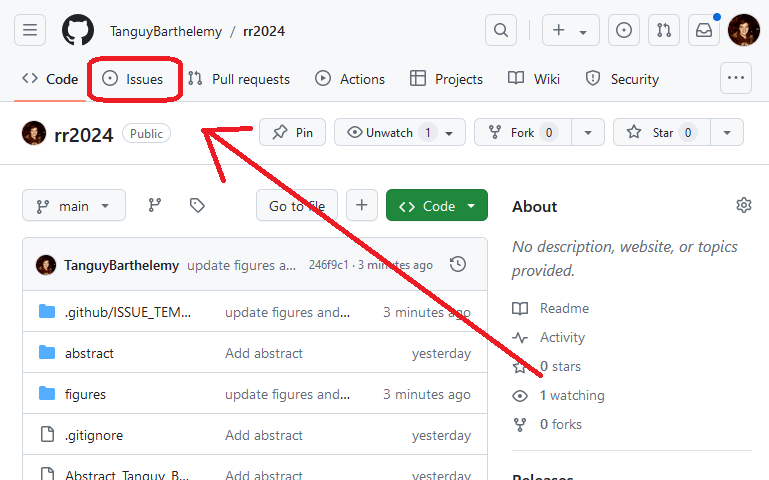 TanguyBarthelemy / rr2024
Code Issues Pull requests Actions Projects Wiki Security
rr2024 Public Pin Unwatch 1 Fork 0 Star 0
main Go to file Code
TanguyBarthelemy update figures a... 246f9c1 · 3 minutes ago
.github/ISSUE_TEM... update figures and... 3 minutes ago
abstract Add abstract yesterday
figures update figures and... 3 minutes ago
.gitignore Add abstract yesterday
Abstract_Tanguy_B... Add abstract yesterday
About
No description, website, or topics
provided.
Readme
Activity
0 stars
1 watching
0 forks
Releases